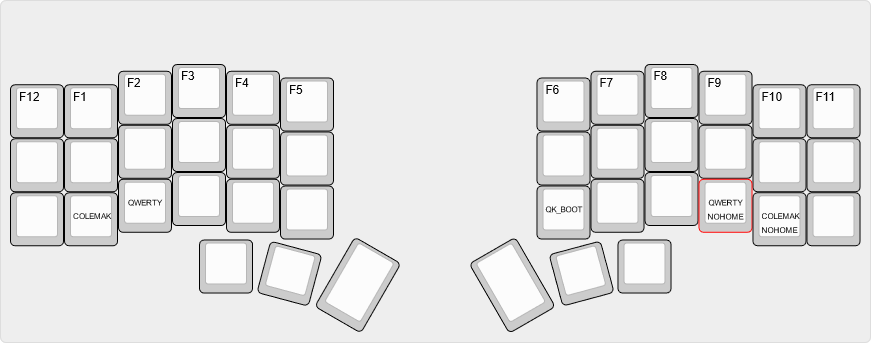 F12
F1
F2
F3
F4
F5
F6
F7
F8
F9
F10
F11
COLEMAK
QWERTY
QK_BOOT
QWERTY
NOHOME
COLEMAK
NOHOME